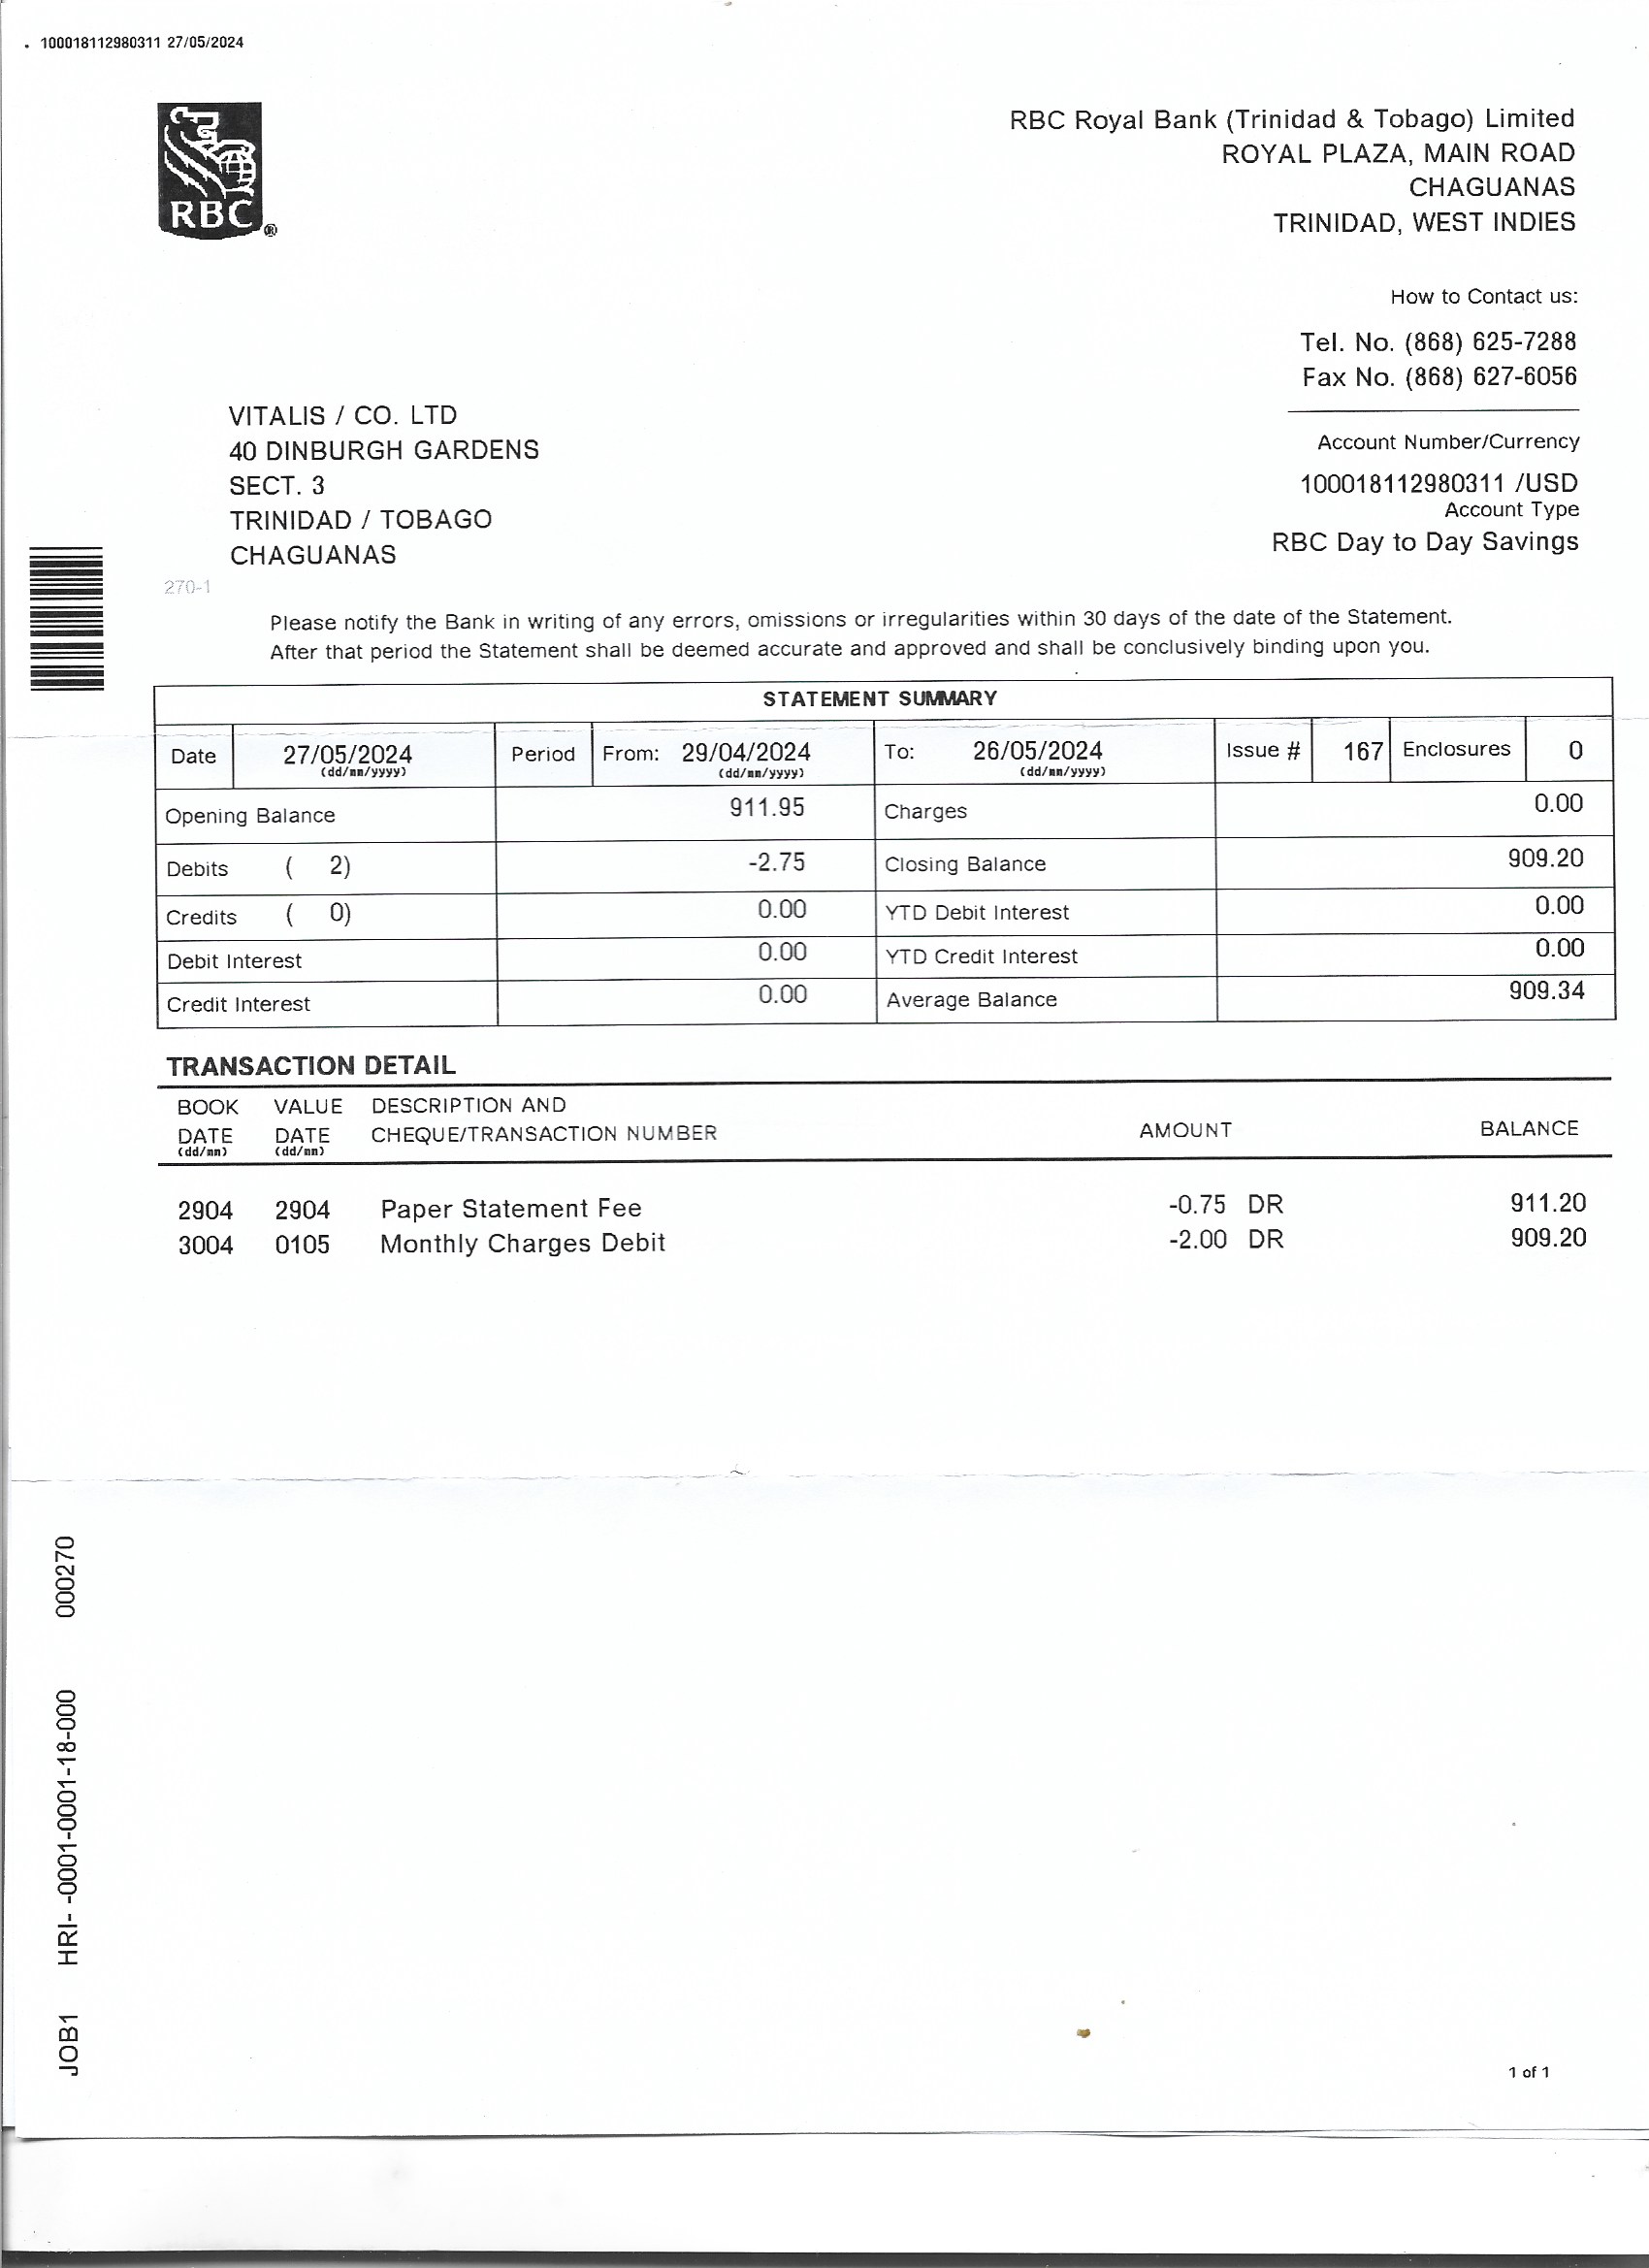 . 100018112980311 27/05/2024
RBC®
RBC Royal Bank (Trinidad & Tobago) Limited
ROYAL PLAZA, MAIN ROAD
CHAGUANAS
TRINIDAD, WEST INDIES
How to Contact us:
Tel. No. (868) 625-7288
Fax No. (868) 627-6056
Account Number/Currency
100018112980311 /USD
Account Type
RBC Day to Day Savings
VITALIS / CO. LTD
40 DINBURGH GARDENS
SECT. 3
TRINIDAD / TOBAGO
CHAGUANAS
270-1
Please notify the Bank in writing of any errors, omissions or irregularities within 30 days of the date of the Statement.
After that period the Statement shall be deemed accurate and approved and shall be conclusively binding upon you.
STATEMENT SUMMARY
Date 27/05/2024 Period From: 29/04/2024 To: 26/05/2024 Issue # 167 Enclosures 0
(dd/mm/yyyy) (dd/mm/yyyy) (dd/mm/yyyy)
Opening Balance 911.95 Charges 0.00
Debits ( 2) -2.75 Closing Balance 909.20
Credits ( 0) 0.00 YTD Debit Interest 0.00
Debit Interest 0.00 YTD Credit Interest 0.00
Credit Interest 0.00 Average Balance 909.34
TRANSACTION DETAIL
BOOK VALUE DESCRIPTION AND
DATE DATE CHEQUE/TRANSACTION NUMBER AMOUNT BALANCE
(dd/mm) (dd/mm)
2904 2904 Paper Statement Fee -0.75 DR 911.20
3004 0105 Monthly Charges Debit -2.00 DR 909.20
JOB1 HRI- -0001-0001-18-000 000270
1 of 1